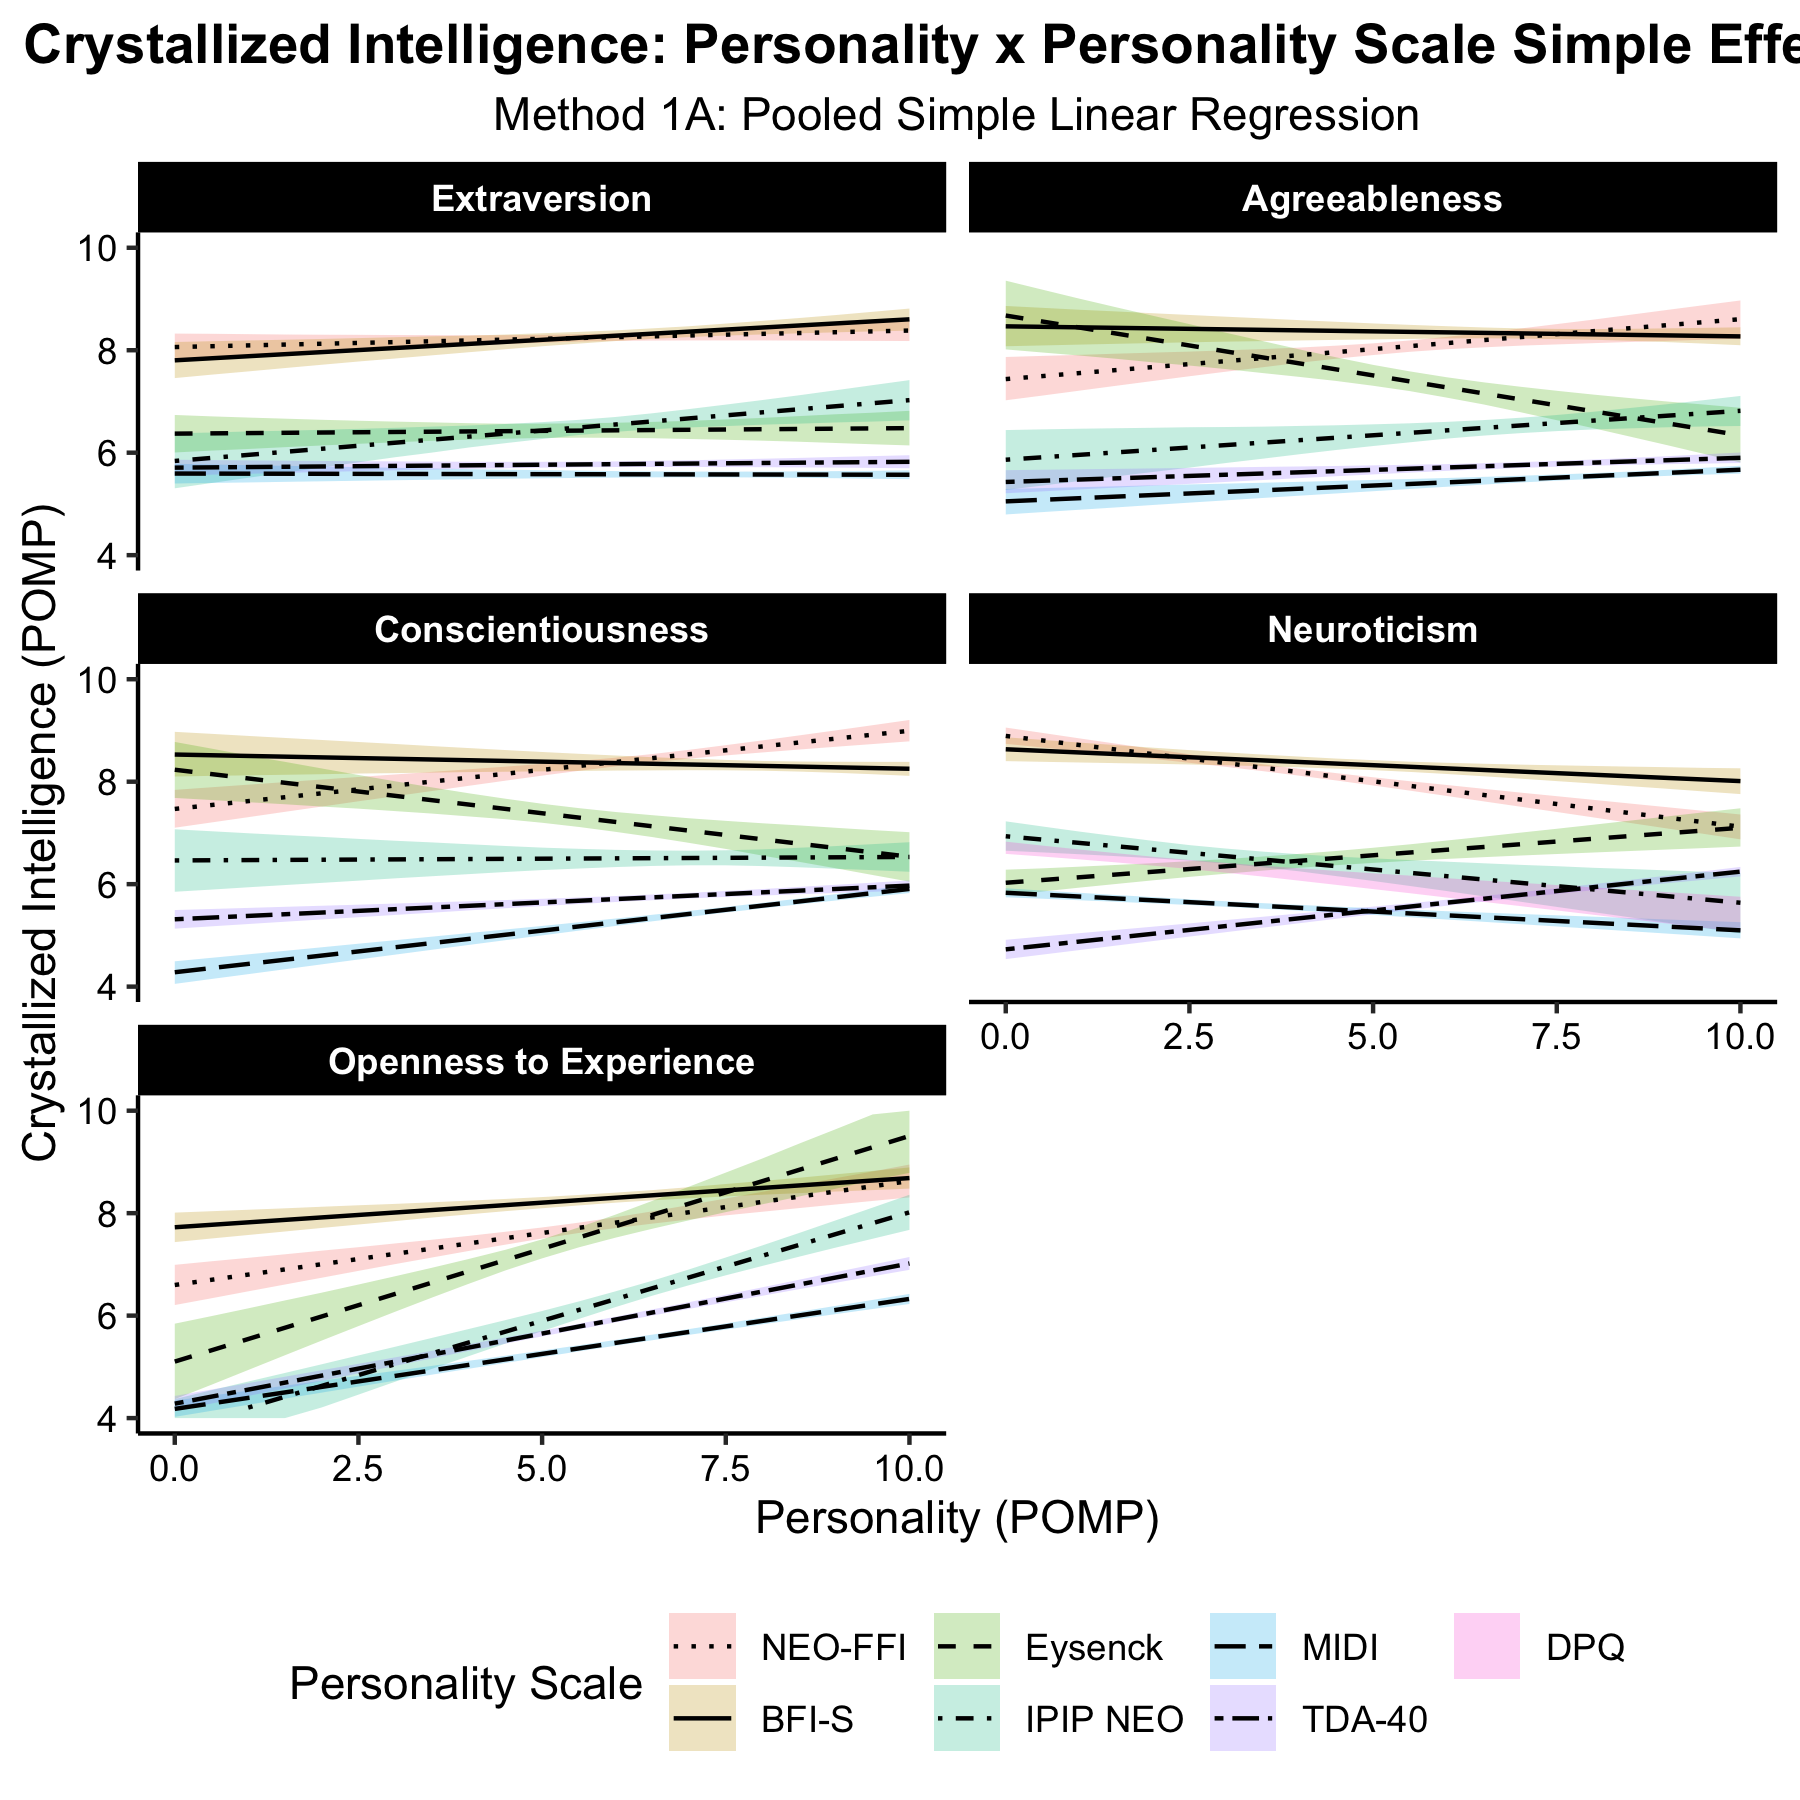 Crystallized Intelligence: Personality x Personality Scale Simple Effe
Method 1A: Pooled Simple Linear Regression
Extraversion
Agreeableness
10
8
6
4
Conscientiousness
Neuroticism
10
8
6
4
0.0 2.5 5.0 7.5 10.0
Openness to Experience
10
8
6
4
0.0 2.5 5.0 7.5 10.0
Crystallized Intelligence (POMP)
Personality (POMP)
Personality Scale
NEO-FFI Eysenck MIDI DPQ
BFI-S IPIP NEO TDA-40